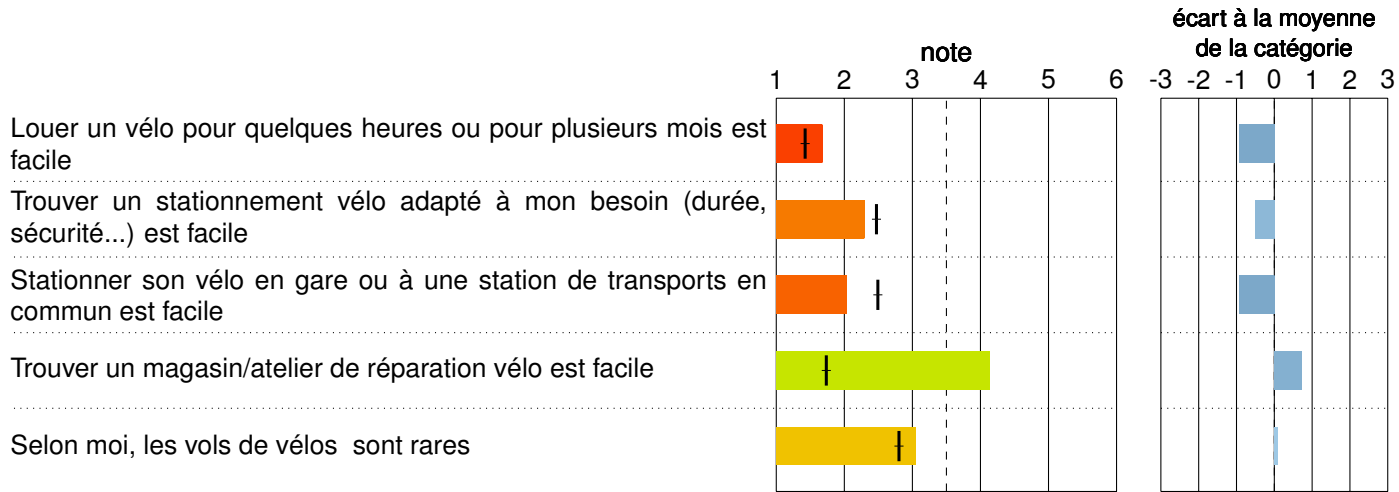 écart à la moyenne
de la catégorie
note
1 2 3 4 5 6
-3 -2 -1 0 1 2 3
Louer un vélo pour quelques heures ou pour plusieurs mois est
facile
Trouver un stationnement vélo adapté à mon besoin (durée,
sécurité...) est facile
Stationner son vélo en gare ou à une station de transports en
commun est facile
Trouver un magasin/atelier de réparation vélo est facile
Selon moi, les vols de vélos sont rares